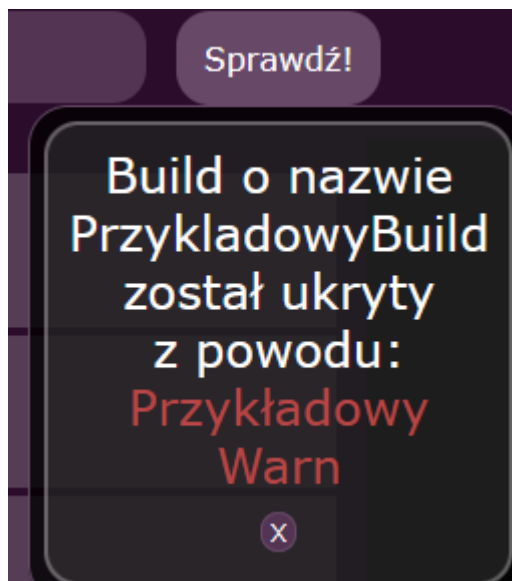 Sprawdź!
Build o nazwie
PrzykladowyBuild
został ukryty
z powodu:
Przykładowy
Warn
x